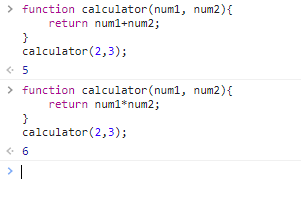 > function calculator(num1, num2){
return num1+num2;
}
calculator(2,3);
< 5
> function calculator(num1, num2){
return num1*num2;
}
calculator(2,3);
< 6
>